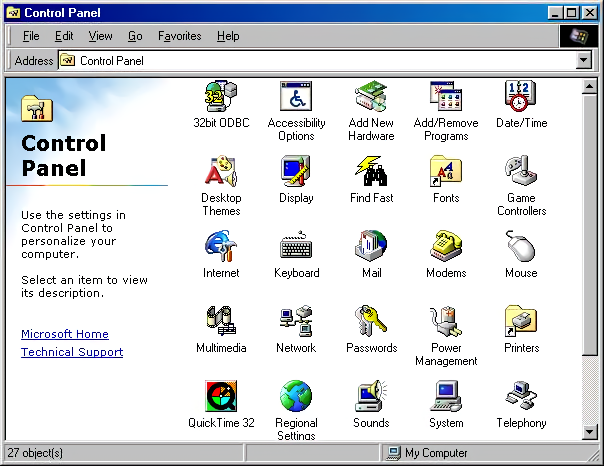 Control Panel
File Edit View Go Favorites Help
Address Control Panel
Control
Panel
Use the settings in
Control Panel to
personalize your
computer.
Select an item to view
its description.
Microsoft Home
Technical Support
32
32bit ODBC
Accessibility
Options
Add New
Hardware
Add/Remove
Programs
12
Date/Time
Desktop
Themes
Display
Find Fast
Fonts
Game
Controllers
Internet
Keyboard
Mail
Modems
Mouse
Multimedia
Network
Passwords
Power
Management
Printers
QuickTime 32
Regional
Settings
Sounds
System
Telephony
27 object(s)
My Computer